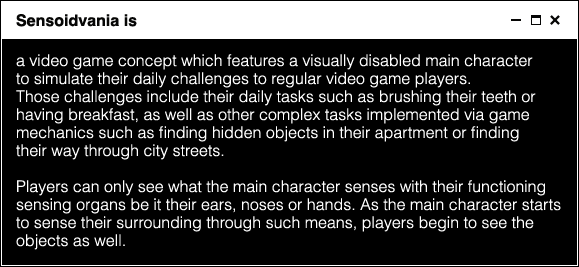 Sensoidvania is
a video game concept which features a visually disabled main character
to simulate their daily challenges to regular video game players.
Those challenges include their daily tasks such as brushing their teeth or
having breakfast, as well as other complex tasks implemented via game
mechanics such as finding hidden objects in their apartment or finding
their way through city streets.
Players can only see what the main character senses with their functioning
sensing organs be it their ears, noses or hands. As the main character starts
to sense their surrounding through such means, players begin to see the
objects as well.